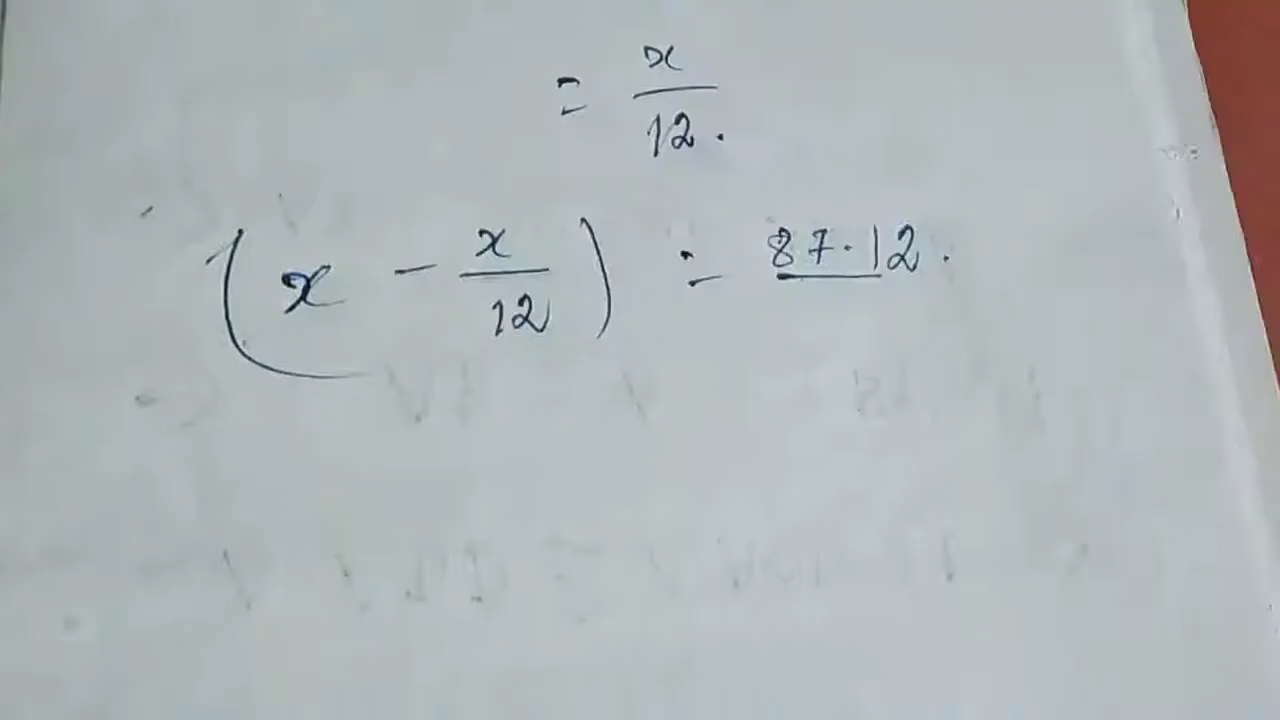 = x/12.
(x - x/12) = 87.12.